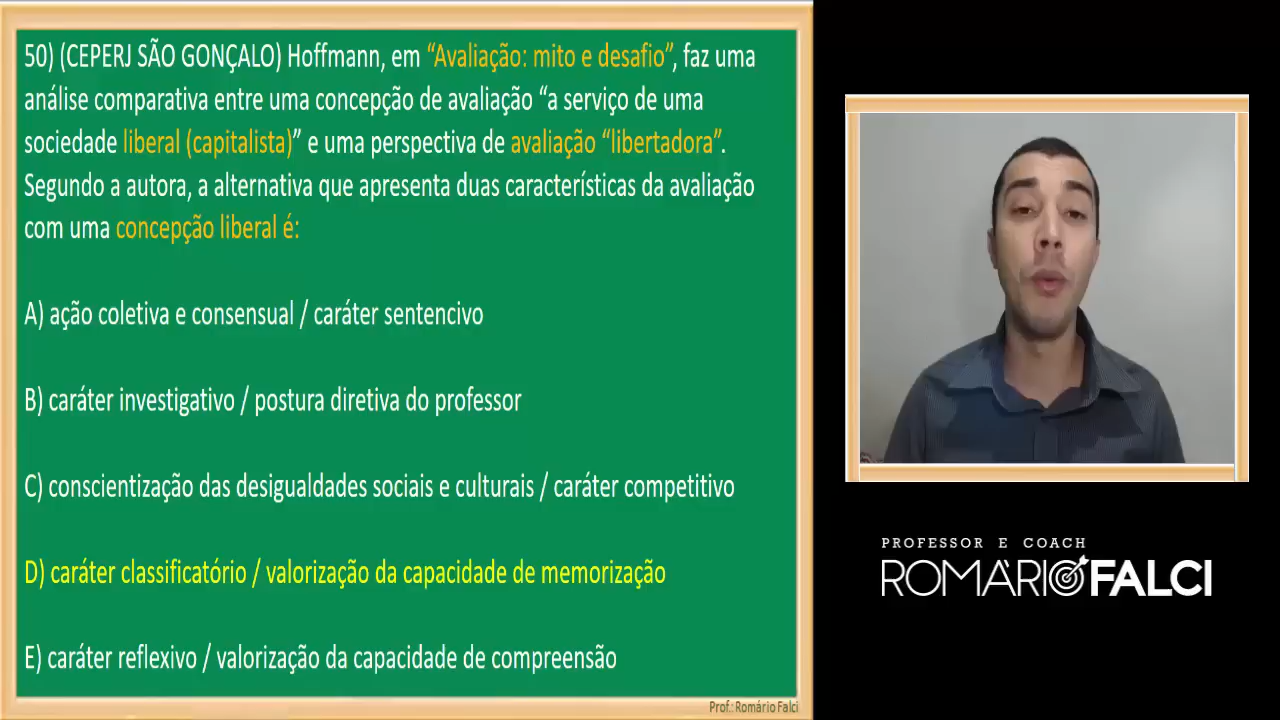 50) (CEPERJ SÃO GONÇALO) Hoffmann, em “Avaliação: mito e desafio”, faz uma
análise comparativa entre uma concepção de avaliação “a serviço de uma
sociedade liberal (capitalista)” e uma perspectiva de avaliação “libertadora”.
Segundo a autora, a alternativa que apresenta duas características da avaliação
com uma concepção liberal é:
A) ação coletiva e consensual / caráter sentencivo
B) caráter investigativo / postura diretiva do professor
C) conscientização das desigualdades sociais e culturais / caráter competitivo
D) caráter classificatório / valorização da capacidade de memorização
E) caráter reflexivo / valorização da capacidade de compreensão
Prof.: Romário Falci
PROFESSOR E COACH
ROMÁRIO FALCI